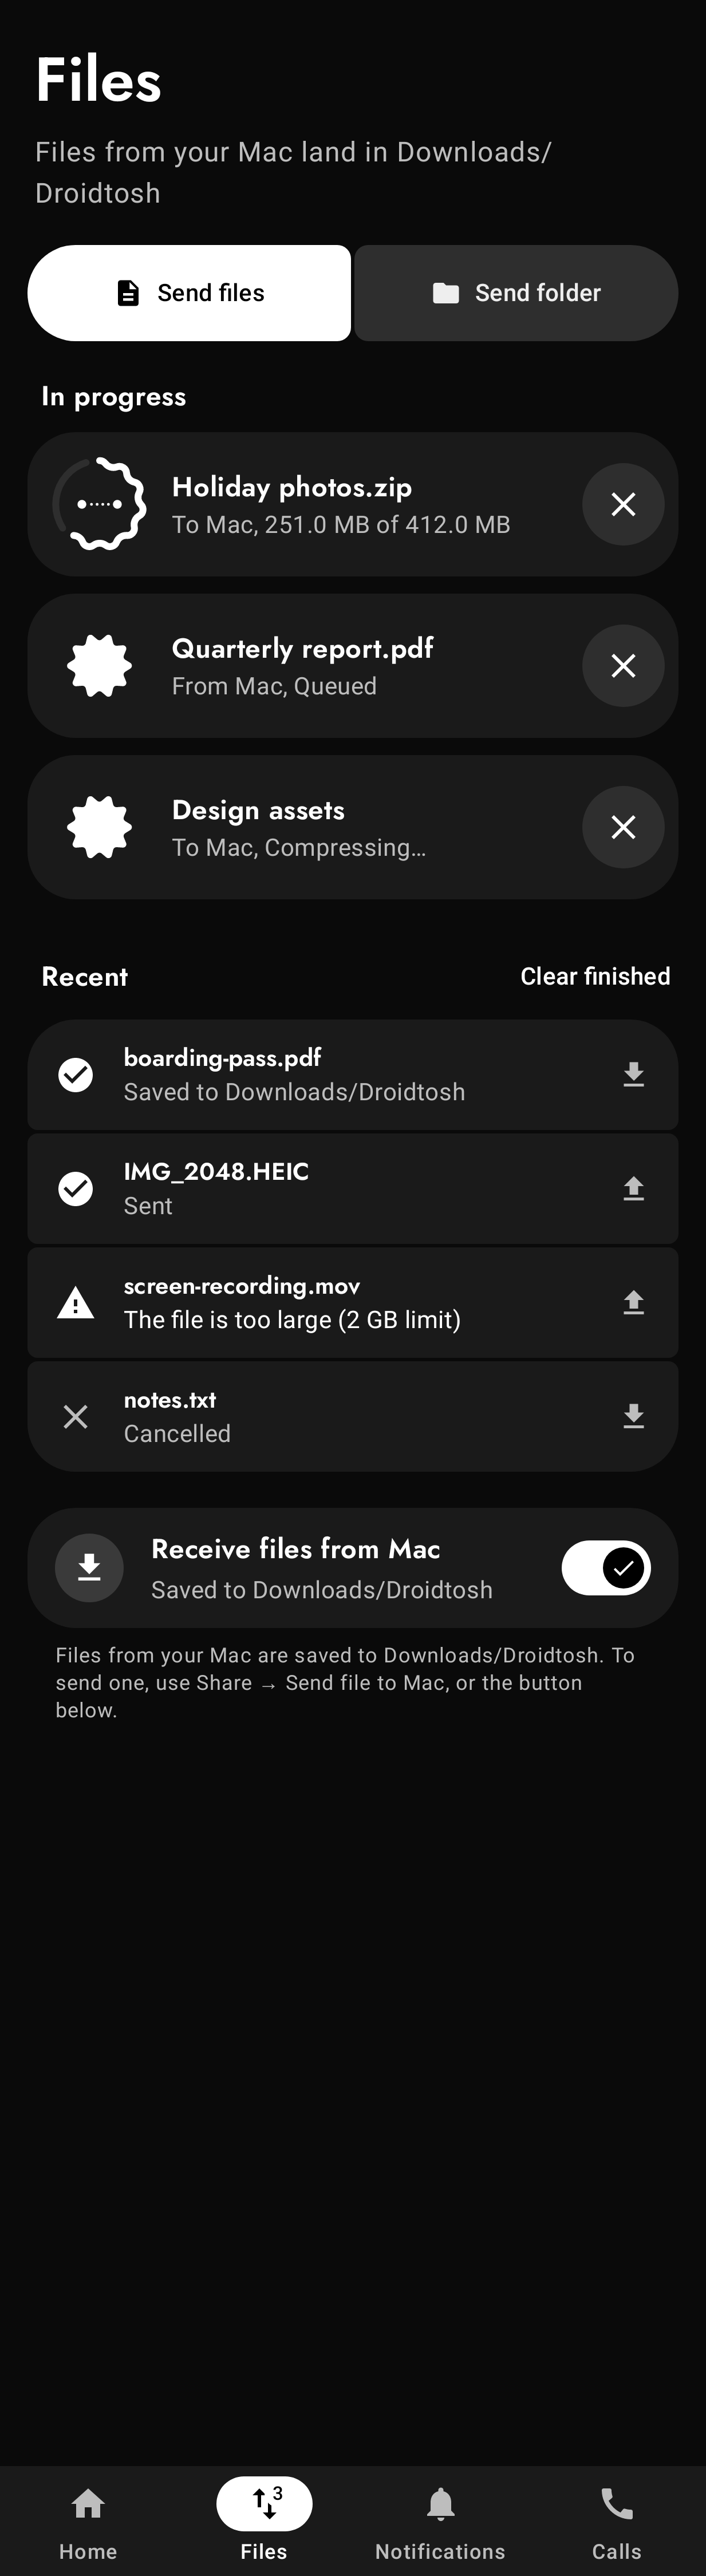 Files
Files from your Mac land in Downloads/
Droidtosh
Send files
Send folder
In progress
Holiday photos.zip
To Mac, 251.0 MB of 412.0 MB
Quarterly report.pdf
From Mac, Queued
Design assets
To Mac, Compressing…
Recent
Clear finished
boarding-pass.pdf
Saved to Downloads/Droidtosh
IMG_2048.HEIC
Sent
screen-recording.mov
The file is too large (2 GB limit)
notes.txt
Cancelled
Receive files from Mac
Saved to Downloads/Droidtosh
Files from your Mac are saved to Downloads/Droidtosh. To
send one, use Share → Send file to Mac, or the button
below.
3
Home
Files
Notifications
Calls